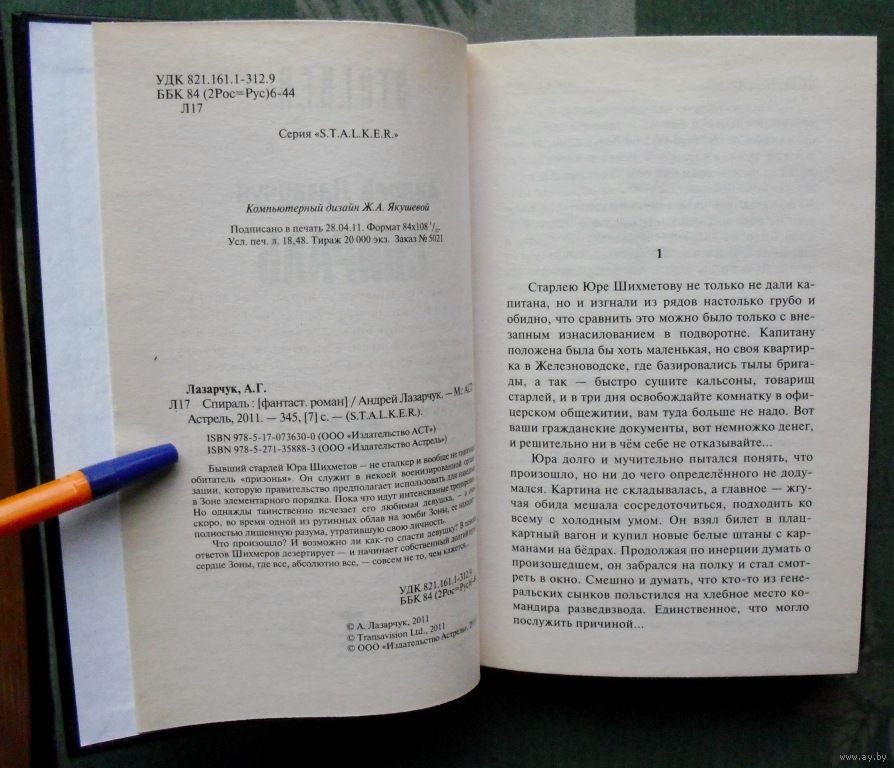 УДК 821.161.1-312.9
ББК 84 (2Рос=Рус)6-44
Л17
Серия «S.T.A.L.K.E.R.»
Компьютерный дизайн Ж.А. Якушевой
Подписано в печать 28.04.11. Формат 84х108 1/32.
Усл. печ. л. 18,48. Тираж 20 000 экз. Заказ № 5021
Лазарчук, А.Г.
Л17 Спираль : [фантаст. роман] / Андрей Лазарчук. — М.: АСТ
Астрель, 2011. — 345, [7] с. — (S.T.A.L.K.E.R.).
ISBN 978-5-17-073630-0 (ООО «Издательство АСТ»)
ISBN 978-5-271-35888-3 (ООО «Издательство Астрель»)
Бывший старлей Юра Шихметов — не сталкер и вообще не
обитатель «призонья». Он служит в некоей военизированной
зации, которую правительство предполагает использовать для
в Зоне элементарного порядка. Пока что идут интенсивные
Но однажды таинственно исчезает его любимая девушка, — а
скоро, во время одной из рутинных облав на зомби Зоны, ее
полностью лишенную разума, утратившую свою личность.
Что произошло? И возможно ли как-то спасти девушку? В
ответов Шихмеров дезертирует — и начинает собственный долгий
сердце Зоны, где все, абсолютно все, — совсем не то, чем кажется...
УДК 821.161.1-312.9
ББК 84 (2Рос=Рус)6-
© А. Лазарчук, 2011
© Transavision Ltd., 2011
© ООО «Издательство Астрель»,
1
Старлею Юре Шихметову не только не дали ка-
питана, но и изгнали из рядов настолько грубо и
обидно, что сравнить это можно было только с вне-
запным изнасилованием в подворотне. Капитану
положена была бы хоть маленькая, но своя квартир-
ка в Железноводске, где базировались тылы брига-
ды, а так — быстро сушите кальсоны, товарищ
старлей, и в три дня освобождайте комнатку в офи-
церском общежитии, вам туда больше не надо. Вот
ваши гражданские документы, вот немножко денег,
и решительно ни в чём себе не отказывайте...
Юра долго и мучительно пытался понять, что
произошло, но ни до чего определённого не доду-
мался. Картина не складывалась, а главное — жгу-
чая обида мешала сосредоточиться, подходить ко
всему с холодным умом. Он взял билет в плац-
картный вагон и купил новые белые штаны с кар-
манами на бёдрах. Продолжая по инерции думать о
произошедшем, он забрался на полку и стал смот-
реть в окно. Смешно и думать, что кто-то из гене-
ральских сынков польстился на хлебное место ко-
мандира разведвзвода. Единственное, что могло
послужить причиной...
www.ay.by